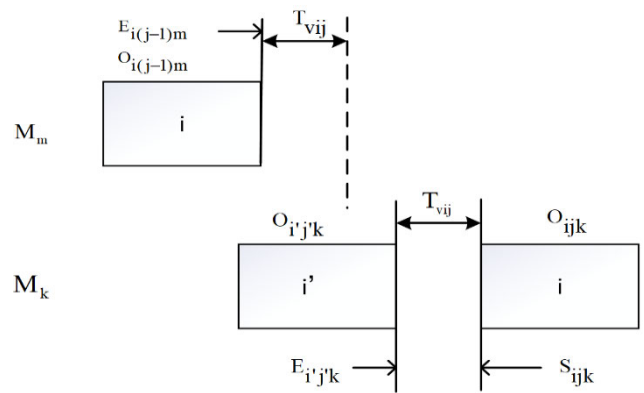 E_{i(j–1)m} T_{vij}
O_{i(j–1)m}
M_m i
O_{i'j'k} T_{vij} O_{ijk}
M_k i' i
E_{i'j'k} S_{ijk}